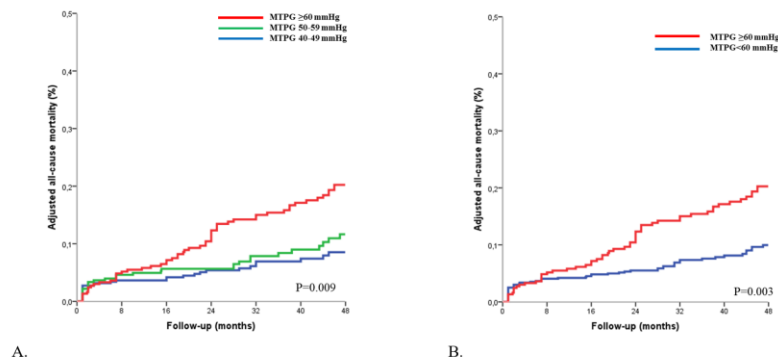 MTPG ≥60 mmHg
MTPG 50-59 mmHg
MTPG 40-49 mmHg
Adjusted all-cause mortality (%)
0,5
0,4
0,3
0,2
0,1
0,0
0 8 16 24 32 40 48
Follow-up (months)
P=0.009
A.
MTPG ≥60 mmHg
MTPG<60 mmHg
Adjusted all-cause mortality (%)
0,5
0,4
0,3
0,2
0,1
0,0
0 8 16 24 32 40 48
Follow-up (months)
P=0.003
B.